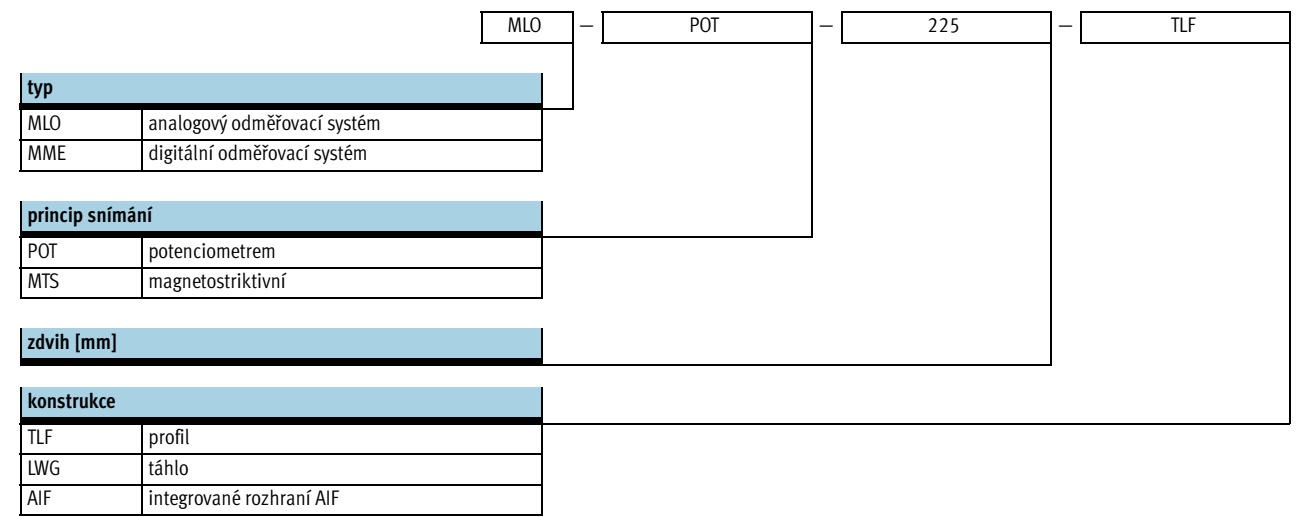 MLO – POT – 225 – TLF
typ
MLO analogový odměřovací systém
MME digitální odměřovací systém
princip snímání
POT potenciometrem
MTS magnetostriktivní
zdvih [mm]
konstrukce
TLF profil
LWG táhlo
AIF integrované rozhraní AIF